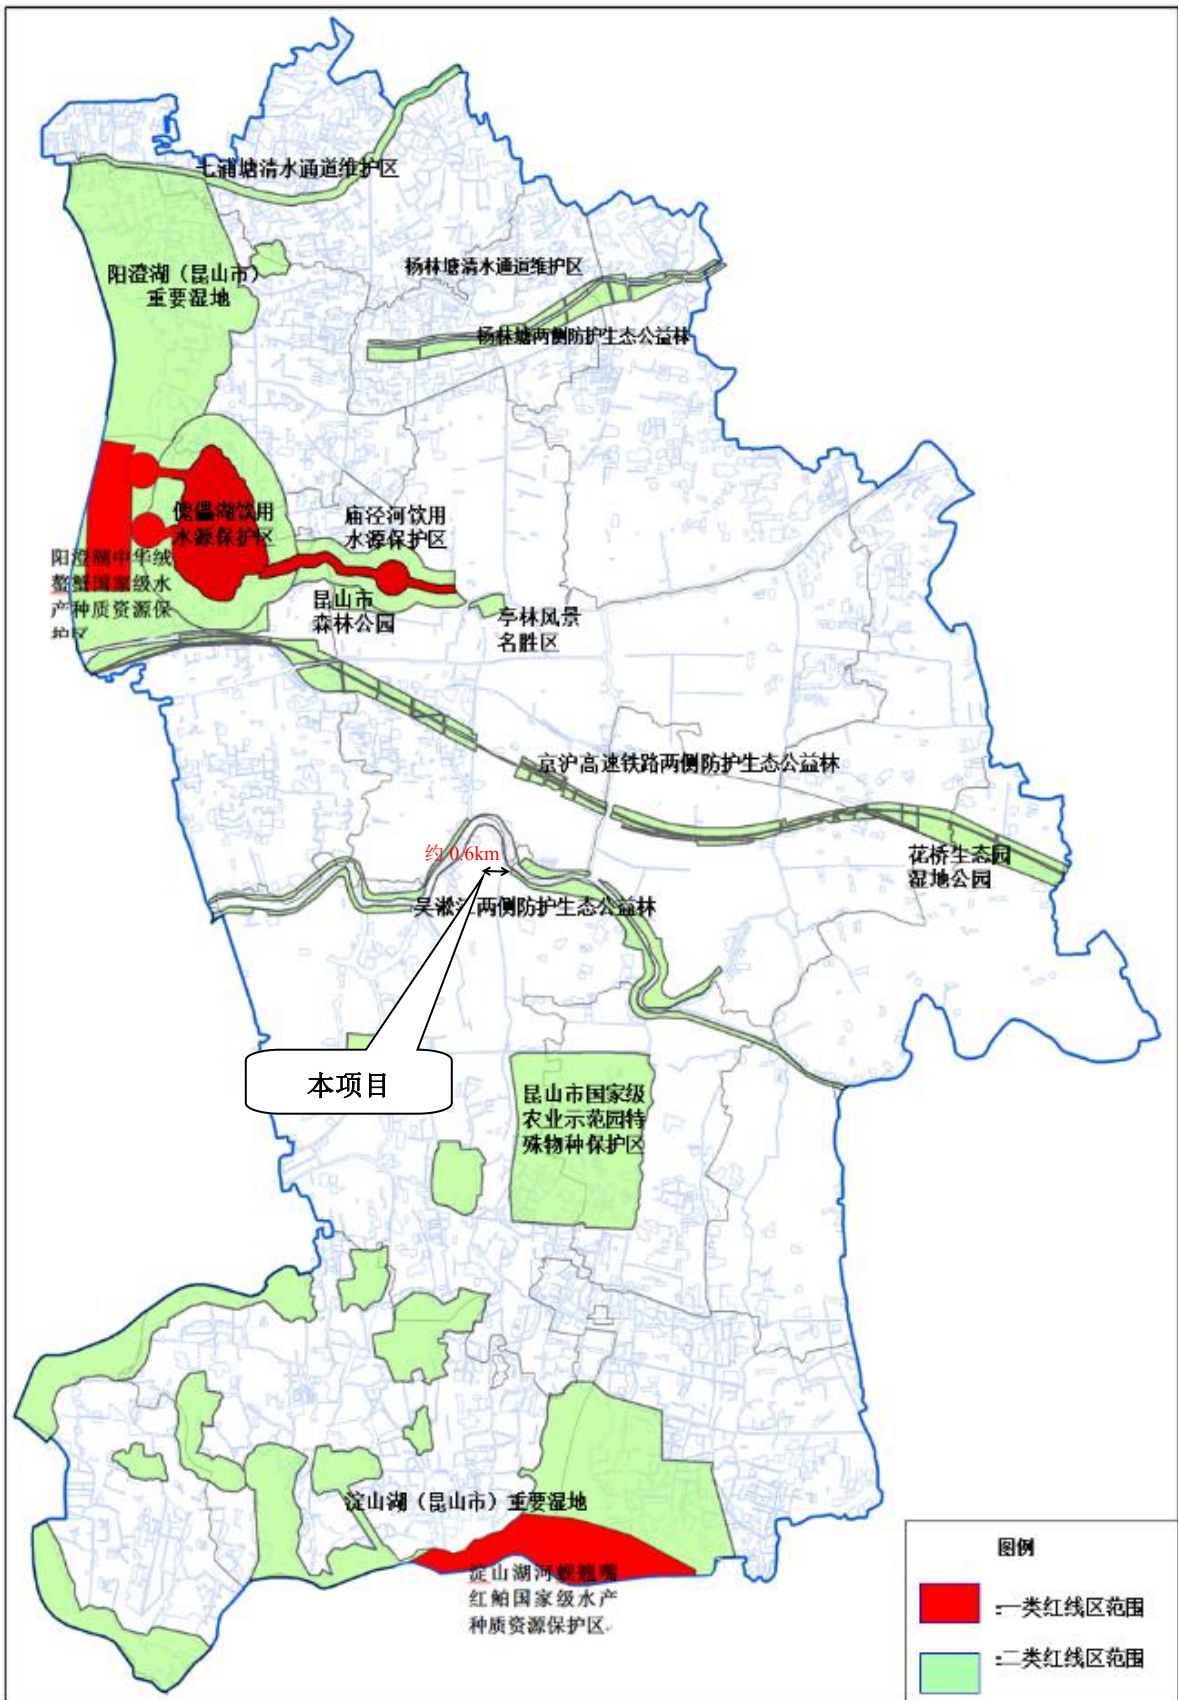 七浦塘清水通道维护区
阳澄湖（昆山市）
重要湿地
杨林塘清水通道维护区
杨林塘两侧防护生态公益林
傀儡湖饮用
水源保护区
庙泾河饮用
水源保护区
阳澄湖中华绒
螯蟹国家级水
产种质资源保
护区
昆山市
森林公园
亭林风景
名胜区
京沪高速铁路两侧防护生态公益林
花桥生态园
湿地公园
约 0.6km
吴淞江两侧防护生态公益林
本项目
昆山市国家级
农业示范园特
殊物种保护区
淀山湖（昆山市）重要湿地
淀山湖河蚬翘嘴
红鲌国家级水产
种质资源保护区
图例
一类红线区范围
二类红线区范围